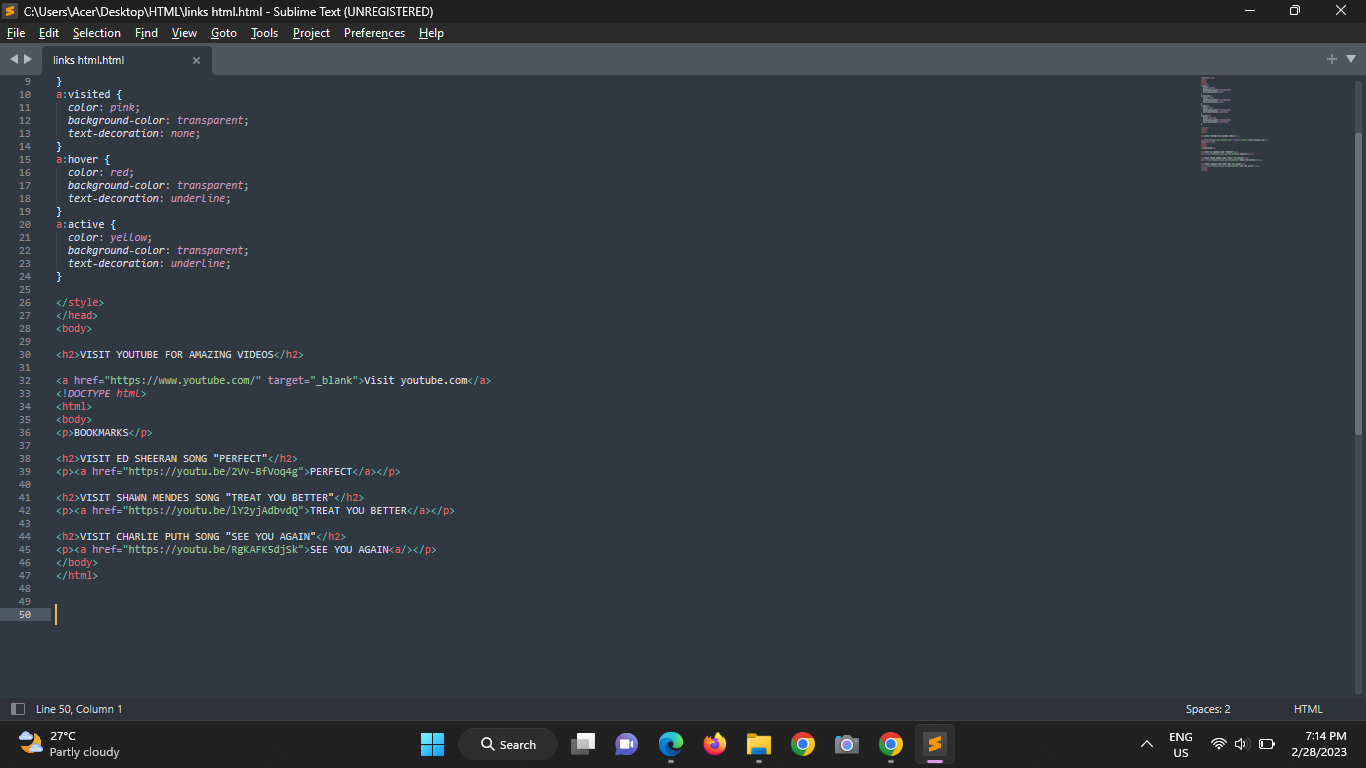 C:\Users\Acer\Desktop\HTML\links html.html - Sublime Text (UNREGISTERED)
File Edit Selection Find View Goto Tools Project Preferences Help
links html.html
9 }
10 a:visited {
11 color: pink;
12 background-color: transparent;
13 text-decoration: none;
14 }
15 a:hover {
16 color: red;
17 background-color: transparent;
18 text-decoration: underline;
19 }
20 a:active {
21 color: yellow;
22 background-color: transparent;
23 text-decoration: underline;
24 }
25
26 </style>
27 </head>
28 <body>
29
30 <h2>VISIT YOUTUBE FOR AMAZING VIDEOS</h2>
31
32 <a href="https://www.youtube.com/" target="_blank">Visit youtube.com</a>
33 <!DOCTYPE html>
34 <html>
35 <body>
36 <p>BOOKMARKS</p>
37
38 <h2>VISIT ED SHEERAN SONG "PERFECT"</h2>
39 <p><a href="https://youtu.be/2Vv-BfVoq4g">PERFECT</a></p>
40
41 <h2>VISIT SHAWN MENDES SONG "TREAT YOU BETTER"</h2>
42 <p><a href="https://youtu.be/lY2yjAdbvdQ">TREAT YOU BETTER</a></p>
43
44 <h2>VISIT CHARLIE PUTH SONG "SEE YOU AGAIN"</h2>
45 <p><a href="https://youtu.be/RgKAFK5djSk">SEE YOU AGAIN<a/></p>
46 </body>
47 </html>
48
49
50
Line 50, Column 1
Spaces: 2
HTML
27°C
Partly cloudy
Search
ENG
US
7:14 PM
2/28/2023